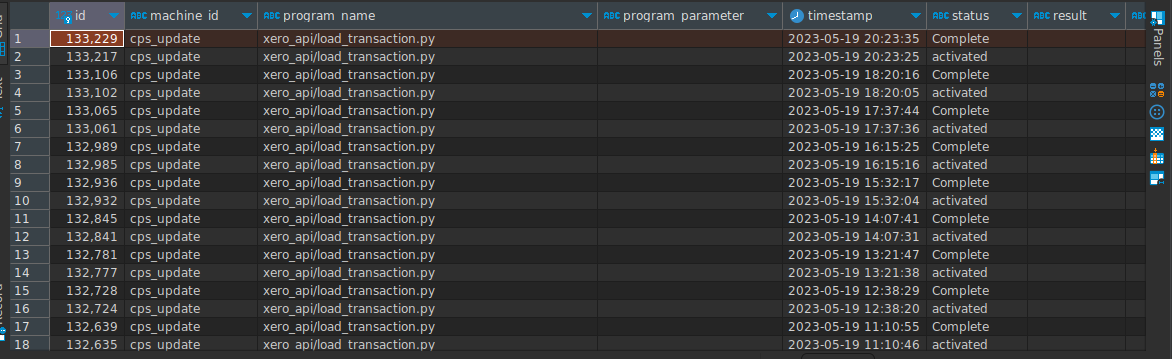 id ABC machine_id ABC program_name ABC program_parameter timestamp ABC status ABC result ABC
1 133,229 cps_update xero_api/load_transaction.py 2023-05-19 20:23:35 Complete
2 133,217 cps_update xero_api/load_transaction.py 2023-05-19 20:23:25 activated
3 133,106 cps_update xero_api/load_transaction.py 2023-05-19 18:20:16 Complete
4 133,102 cps_update xero_api/load_transaction.py 2023-05-19 18:20:05 activated
5 133,065 cps_update xero_api/load_transaction.py 2023-05-19 17:37:44 Complete
6 133,061 cps_update xero_api/load_transaction.py 2023-05-19 17:37:36 activated
7 132,989 cps_update xero_api/load_transaction.py 2023-05-19 16:15:25 Complete
8 132,985 cps_update xero_api/load_transaction.py 2023-05-19 16:15:16 activated
9 132,936 cps_update xero_api/load_transaction.py 2023-05-19 15:32:17 Complete
10 132,932 cps_update xero_api/load_transaction.py 2023-05-19 15:32:04 activated
11 132,845 cps_update xero_api/load_transaction.py 2023-05-19 14:07:41 Complete
12 132,841 cps_update xero_api/load_transaction.py 2023-05-19 14:07:31 activated
13 132,781 cps_update xero_api/load_transaction.py 2023-05-19 13:21:47 Complete
14 132,777 cps_update xero_api/load_transaction.py 2023-05-19 13:21:38 activated
15 132,728 cps_update xero_api/load_transaction.py 2023-05-19 12:38:29 Complete
16 132,724 cps_update xero_api/load_transaction.py 2023-05-19 12:38:20 activated
17 132,639 cps_update xero_api/load_transaction.py 2023-05-19 11:10:55 Complete
18 132,635 cps_update xero_api/load_transaction.py 2023-05-19 11:10:46 activated
Panels